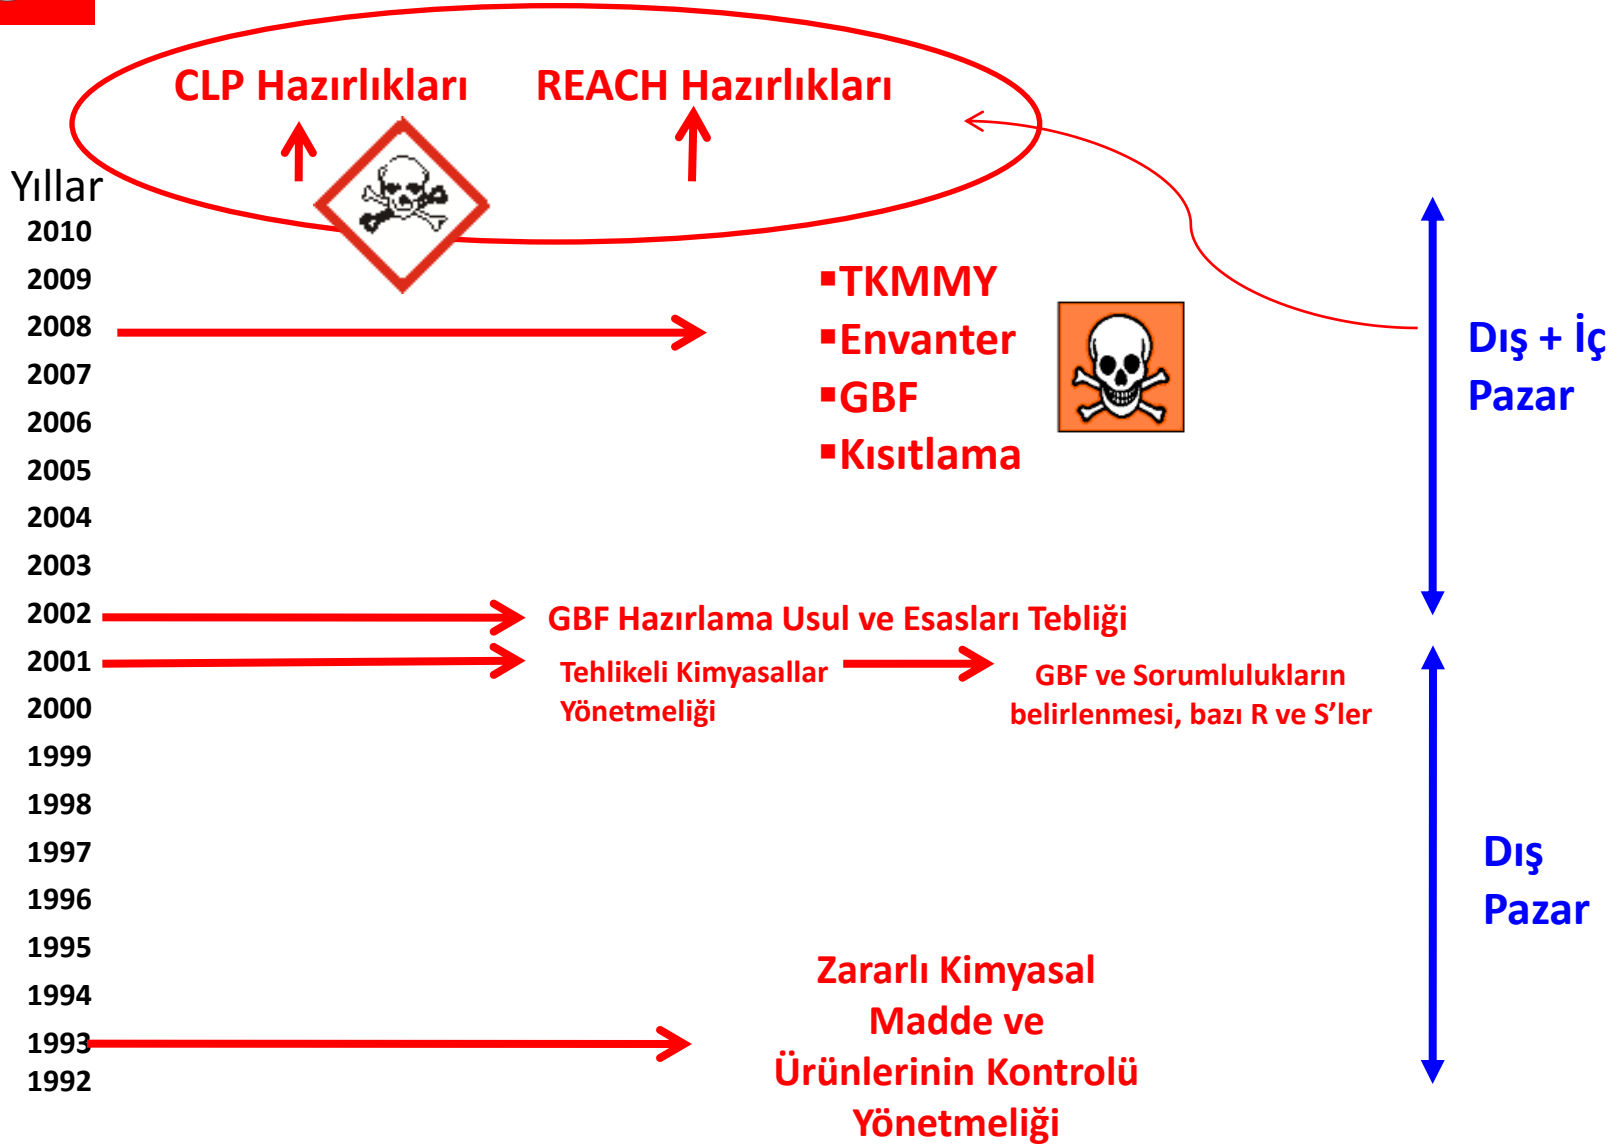 CLP Hazırlıkları
REACH Hazırlıkları
Yıllar
2010
2009
2008
2007
2006
2005
2004
2003
2002
2001
2000
1999
1998
1997
1996
1995
1994
1993
1992
▪TKMMY
▪Envanter
▪GBF
▪Kısıtlama
Dış + İç
Pazar
GBF Hazırlama Usul ve Esasları Tebliği
Tehlikeli Kimyasallar
Yönetmeliği
GBF ve Sorumlulukların
belirlenmesi, bazı R ve S’ler
Dış
Pazar
Zararlı Kimyasal
Madde ve
Ürünlerinin Kontrolü
Yönetmeliği